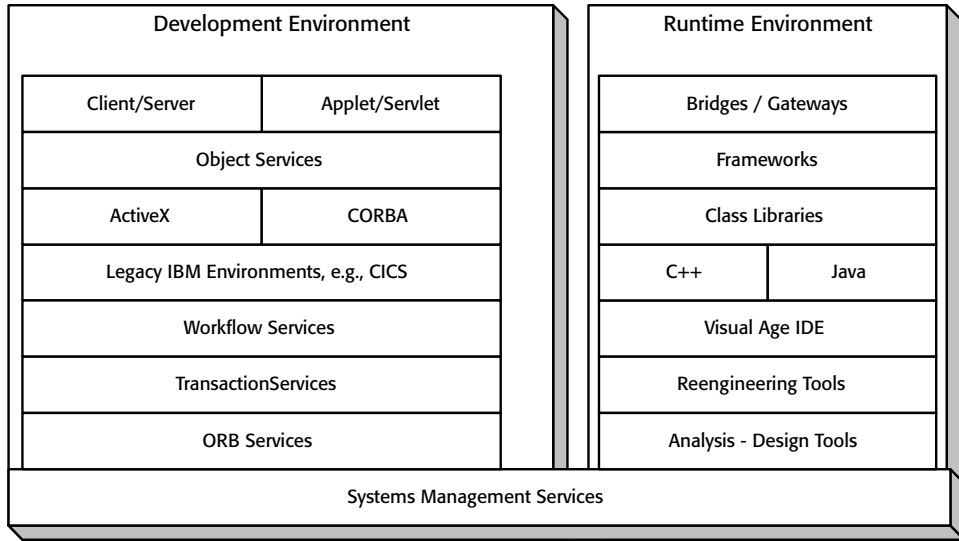 Development Environment
Client/Server
Applet/Servlet
Object Services
ActiveX
CORBA
Legacy IBM Environments, e.g., CICS
Workflow Services
TransactionServices
ORB Services
Runtime Environment
Bridges / Gateways
Frameworks
Class Libraries
C++
Java
Visual Age IDE
Reengineering Tools
Analysis - Design Tools
Systems Management Services